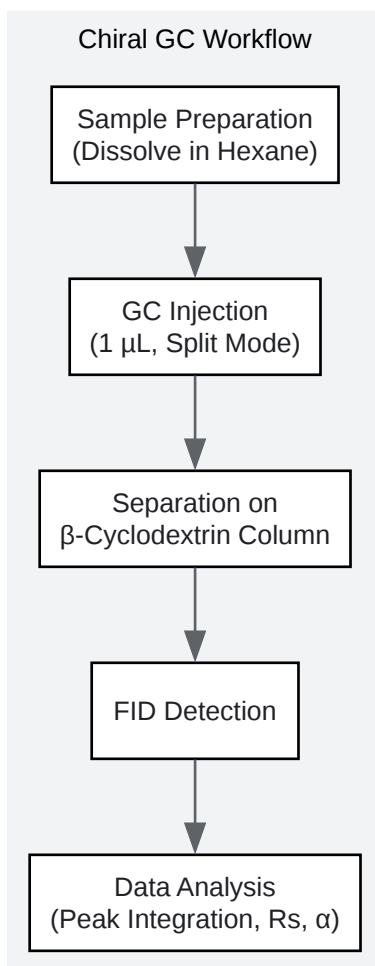 Chiral GC Workflow
Sample Preparation
(Dissolve in Hexane)
GC Injection
(1 µL, Split Mode)
Separation on
β-Cyclodextrin Column
FID Detection
Data Analysis
(Peak Integration, Rs, α)